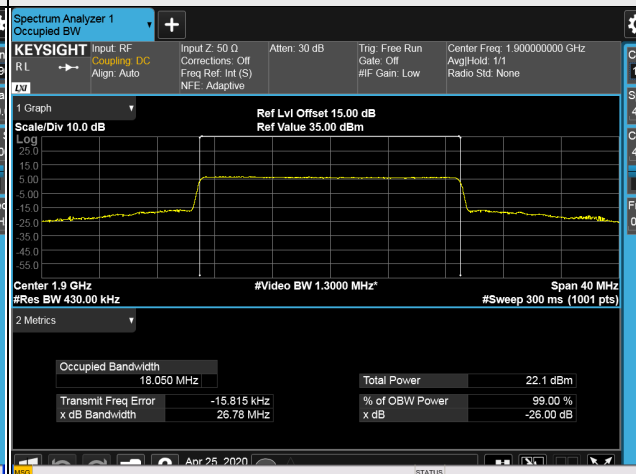 Spectrum Analyzer 1
Occupied BW
+
KEYSIGHT
RL
LXI
Input: RF
Coupling: DC
Align: Auto
Input Z: 50 Ω
Corrections: Off
Freq Ref: Int (S)
NFE: Adaptive
Atten: 30 dB
Trig: Free Run
Gate: Off
#IF Gain: Low
Center Freq: 1.900000000 GHz
Avg|Hold: 1/1
Radio Std: None
1 Graph
Scale/Div 10.0 dB
Ref Lvl Offset 15.00 dB
Ref Value 35.00 dBm
Log
25.0
15.0
5.00
-5.00
-15.0
-25.0
-35.0
-45.0
-55.0
Center 1.9 GHz
#Res BW 430.00 kHz
#Video BW 1.3000 MHz*
Span 40 MHz
#Sweep 300 ms (1001 pts)
2 Metrics
Occupied Bandwidth
18.050 MHz
Total Power 22.1 dBm
Transmit Freq Error -15.815 kHz
% of OBW Power 99.00 %
x dB Bandwidth 26.78 MHz
x dB -26.00 dB
Apr 25, 2020
MSG
STATUS